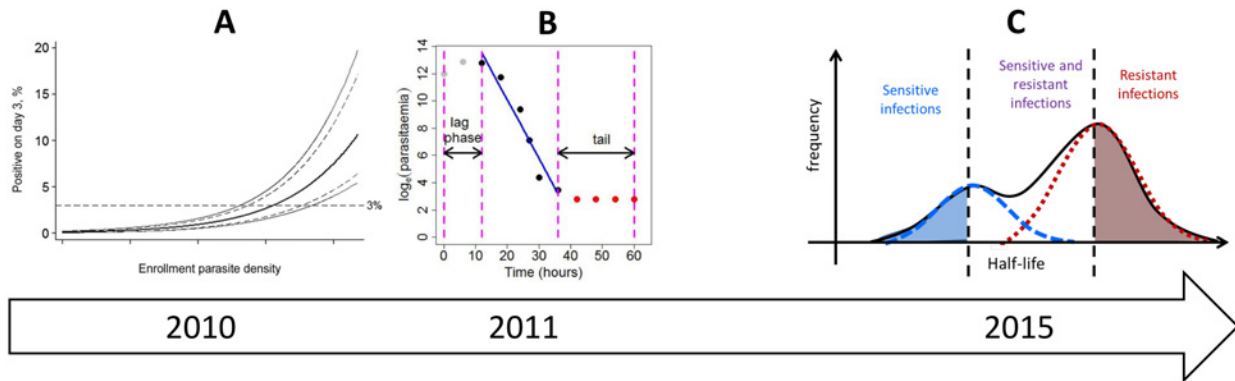 A
Positive on day 3, %
20
15
10
5
0
3%
Enrollment parasite density
B
logₑ(parasitaemia)
14
12
10
8
6
4
2
0
lag
phase
tail
0 10 20 30 40 50 60
Time (hours)
C
frequency
Sensitive
infections
Sensitive and
resistant
infections
Resistant
infections
Half-life
2010
2011
2015